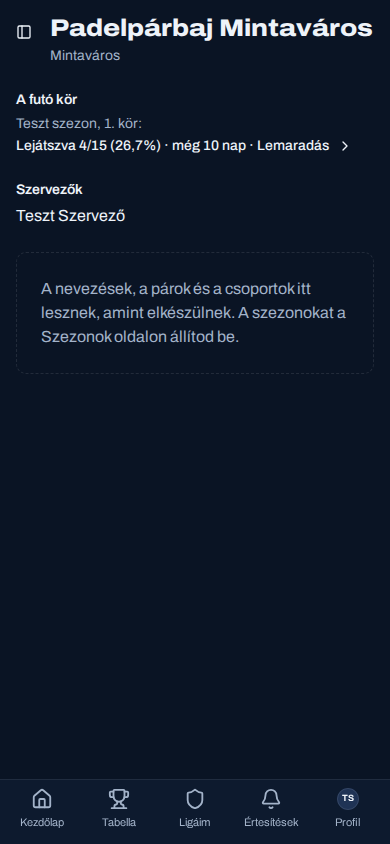 Padelpárbaj Mintaváros
Mintaváros
A futó kör
Teszt szezon, 1. kör:
Lejátszva 4/15 (26,7%) · még 10 nap · Lemaradás
Szervezők
Teszt Szervező
A nevezések, a párok és a csoportok itt
lesznek, amint elkészülnek. A szezonokat a
Szezonok oldalon állítod be.
TS
Kezdőlap
Tabella
Ligáim
Értesítések
Profil